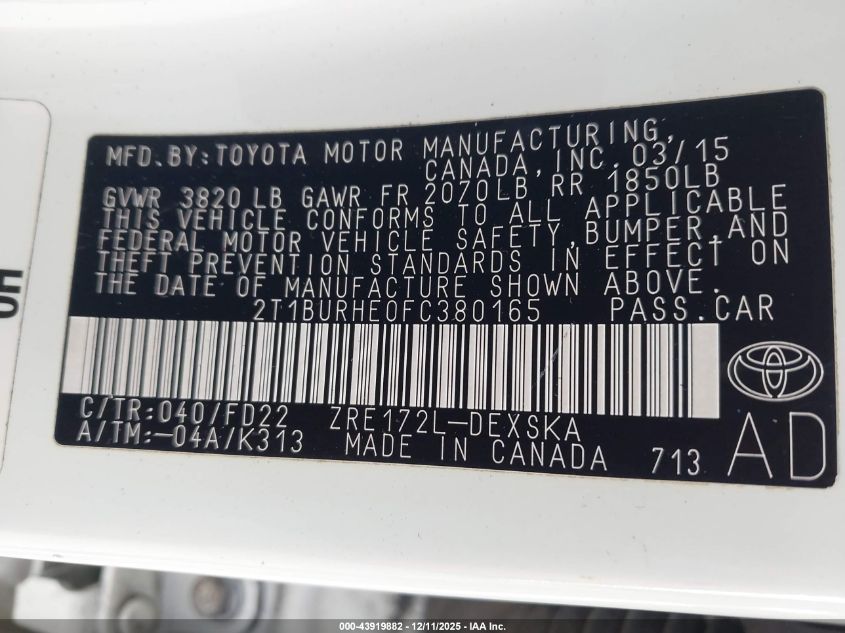 MFD. BY: TOYOTA MOTOR MANUFACTURING,
CANADA, INC. 03/15
GVWR 3820 LB GAWR FR 2070LB, RR 1850LB
THIS VEHICLE CONFORMS TO ALL APPLICABLE
FEDERAL MOTOR VEHICLE SAFETY, BUMPER, AND
THEFT PREVENTION STANDARDS IN EFFECT ON
THE DATE OF MANUFACTURE SHOWN ABOVE.
2T1BURHE0FC380165 PASS.CAR
C/TR: 040/FD22 ZRE172L-DEXSKA
A/TM: -04A/K313 MADE IN CANADA 713
AD
000-43919882 - 12/11/2025 - IAA Inc.